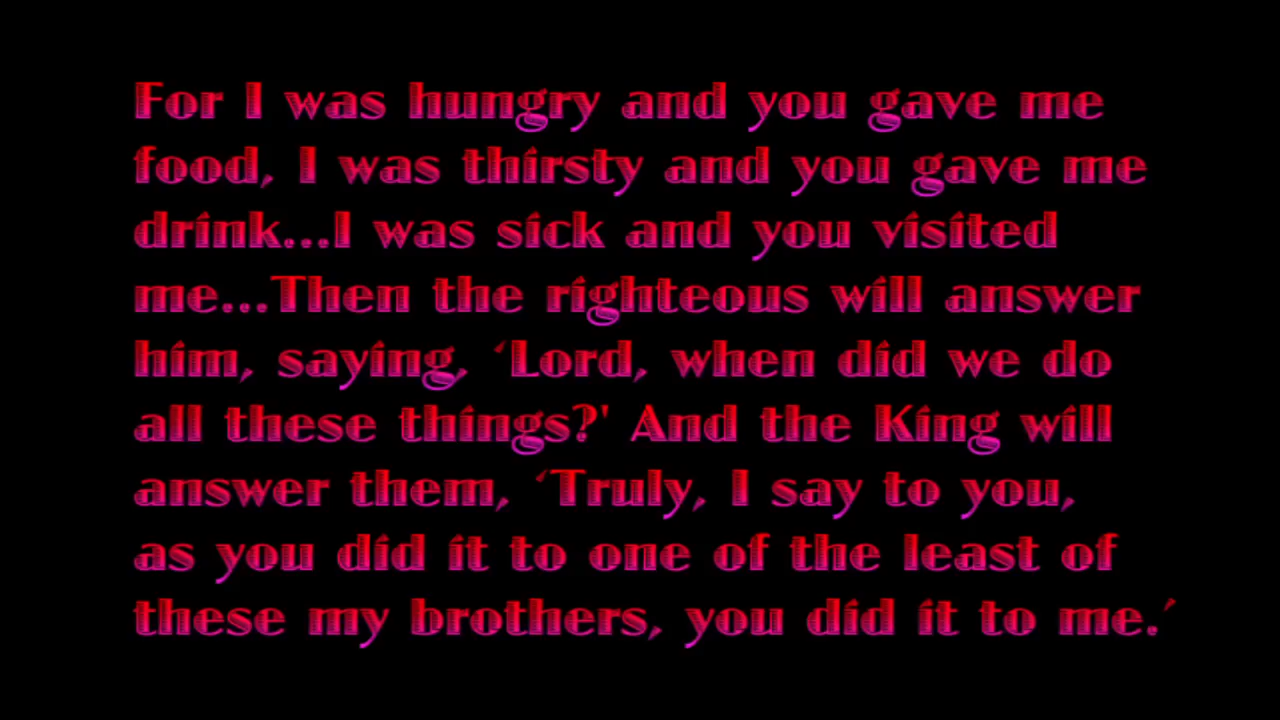 For I was hungry and you gave me
food, I was thirsty and you gave me
drink...I was sick and you visited
me...Then the righteous will answer
him, saying, ‘Lord, when did we do
all these things?' And the King will
answer them, ‘Truly, I say to you,
as you did it to one of the least of
these my brothers, you did it to me.’